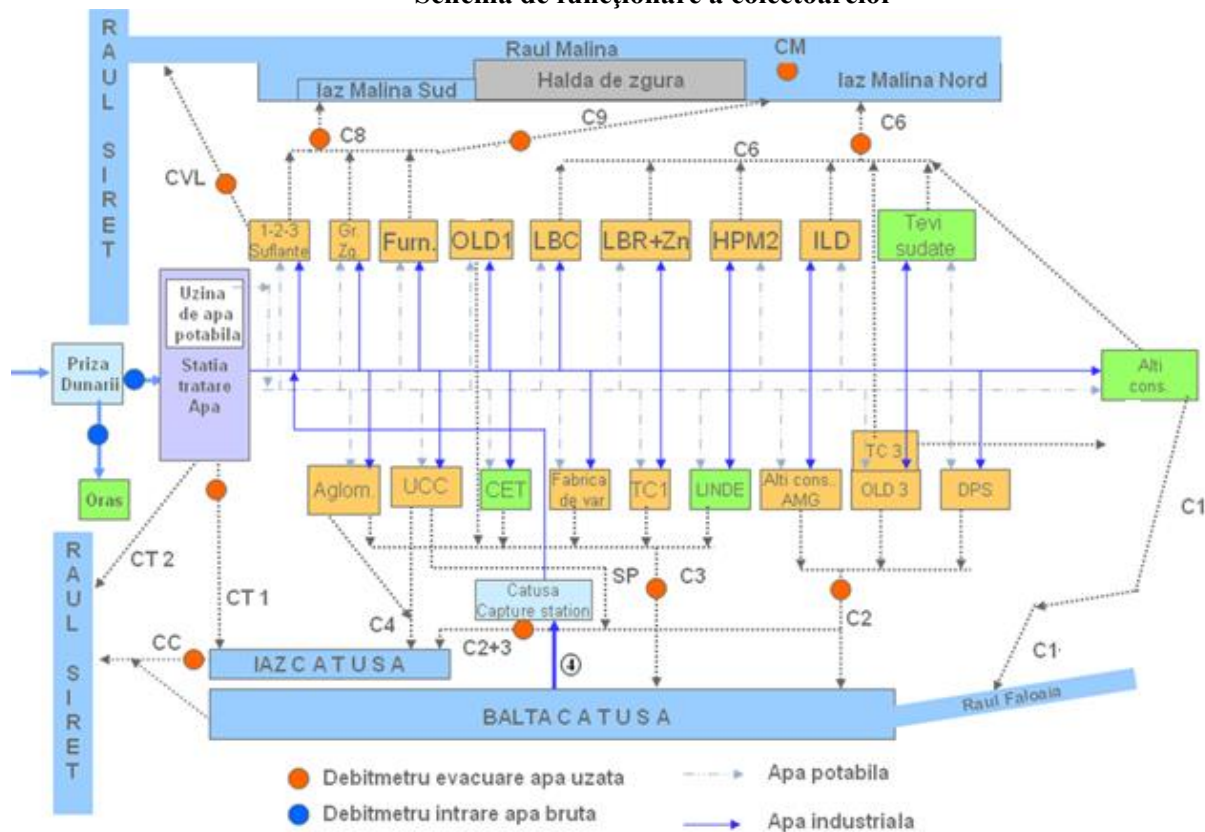 Schema de funcţionare a colectoarelor
RAUL SIRET
Raul Malina
CM
Halda de zgura
Iaz Malina Sud
Iaz Malina Nord
C8
C9
C6
C6
CVL
1-2-3
Suflante
Gr.
Zg.
Furn.
OLD1
LBC
LBR+Zn
HPM2
ILD
Tevi
sudate
Uzina
de apa
potabila
Statia
tratare
Apa
Priza
Dunarii
Oras
Alti
cons.
Aglom.
UCC
CET
Fabrica
de var
TC1
LINDE
Alti cons.
AMG
TC 3
OLD 3
DPS
C1
RAUL SIRET
CT 2
CT 1
C4
Catusa
Capture station
SP
C3
C2
C2+3
CC
IAZ CATUSA
4
C1
BALTA CATUSA
Raul Faloaia
Debitmetru evacuare apa uzata
Apa potabila
Debitmetru intrare apa bruta
Apa industriala